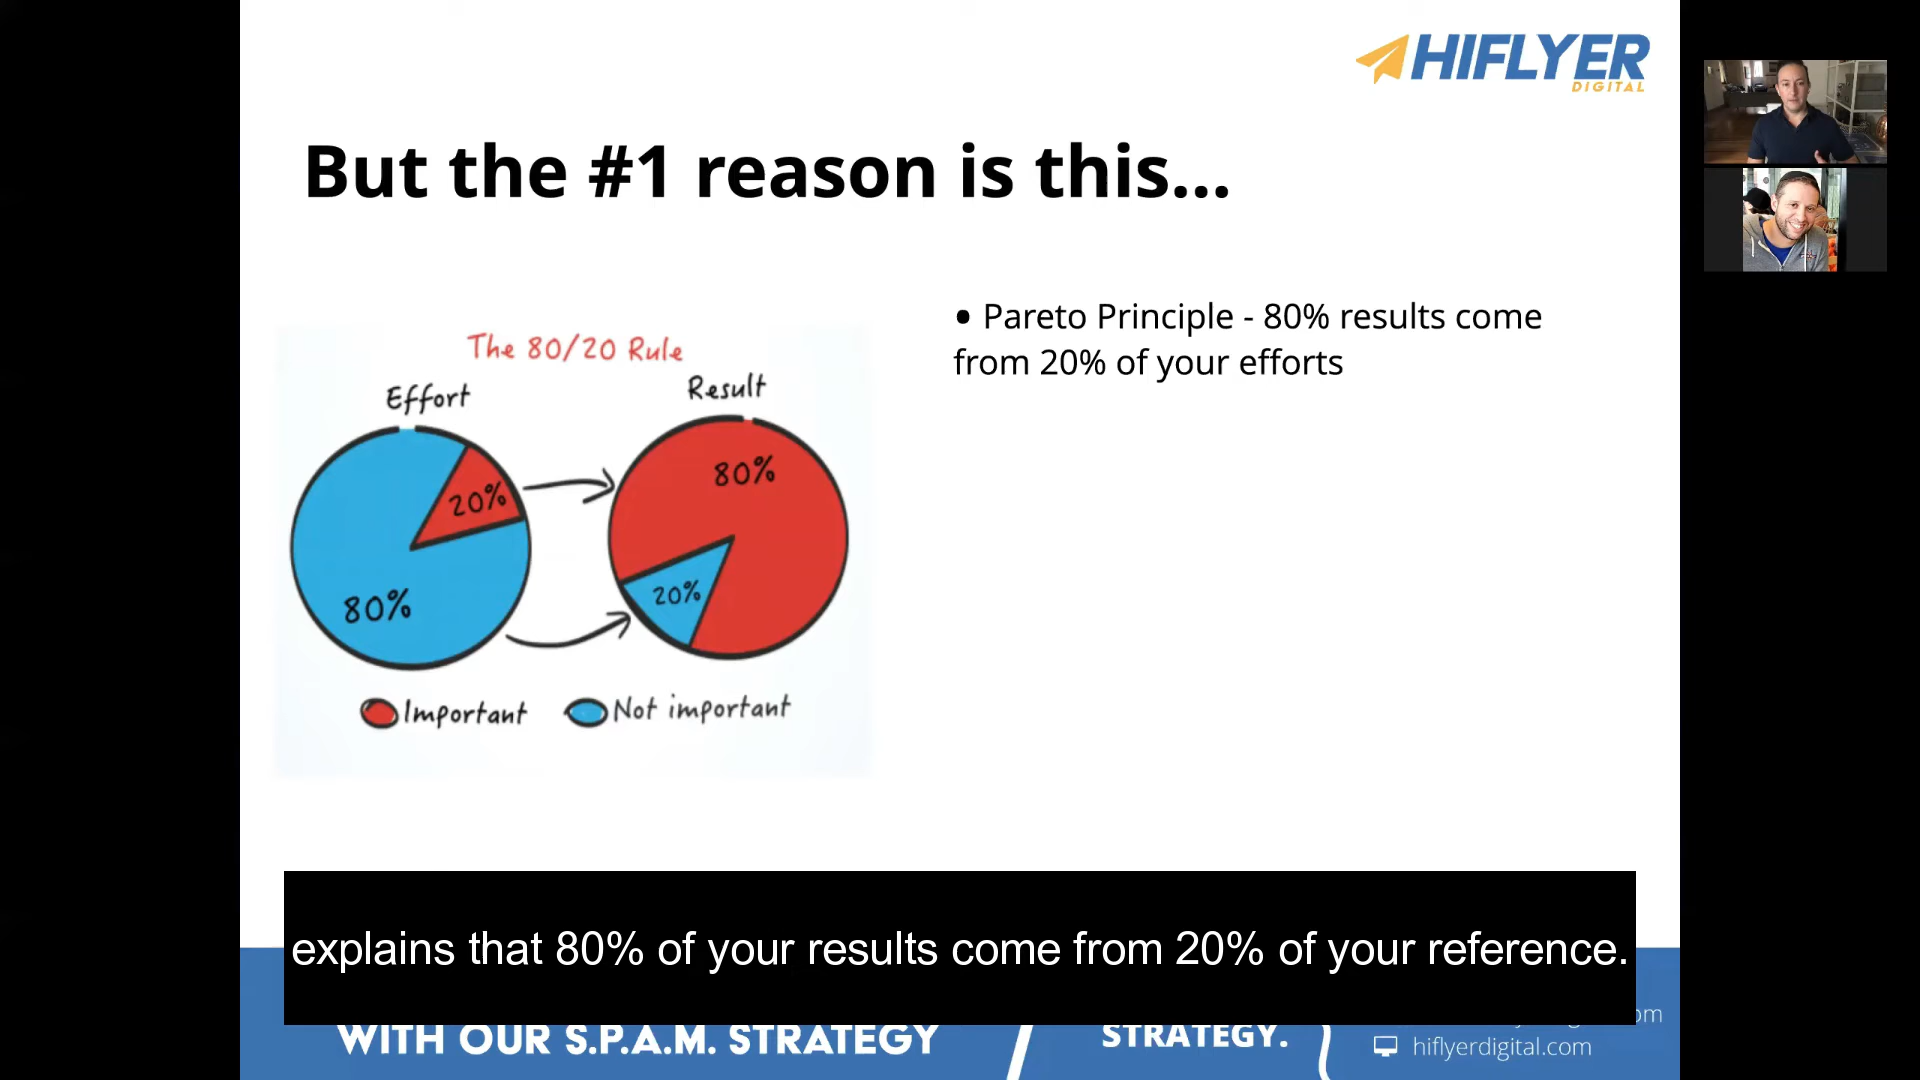 HIFLYER
DIGITAL
But the #1 reason is this...
The 80/20 Rule
Effort
Result
20%
80%
80%
20%
Important
Not important
• Pareto Principle - 80% results come
from 20% of your efforts
explains that 80% of your results come from 20% of your reference.
WITH OUR S.P.A.M. STRATEGY
STRATEGY.
hiflyerdigital.com